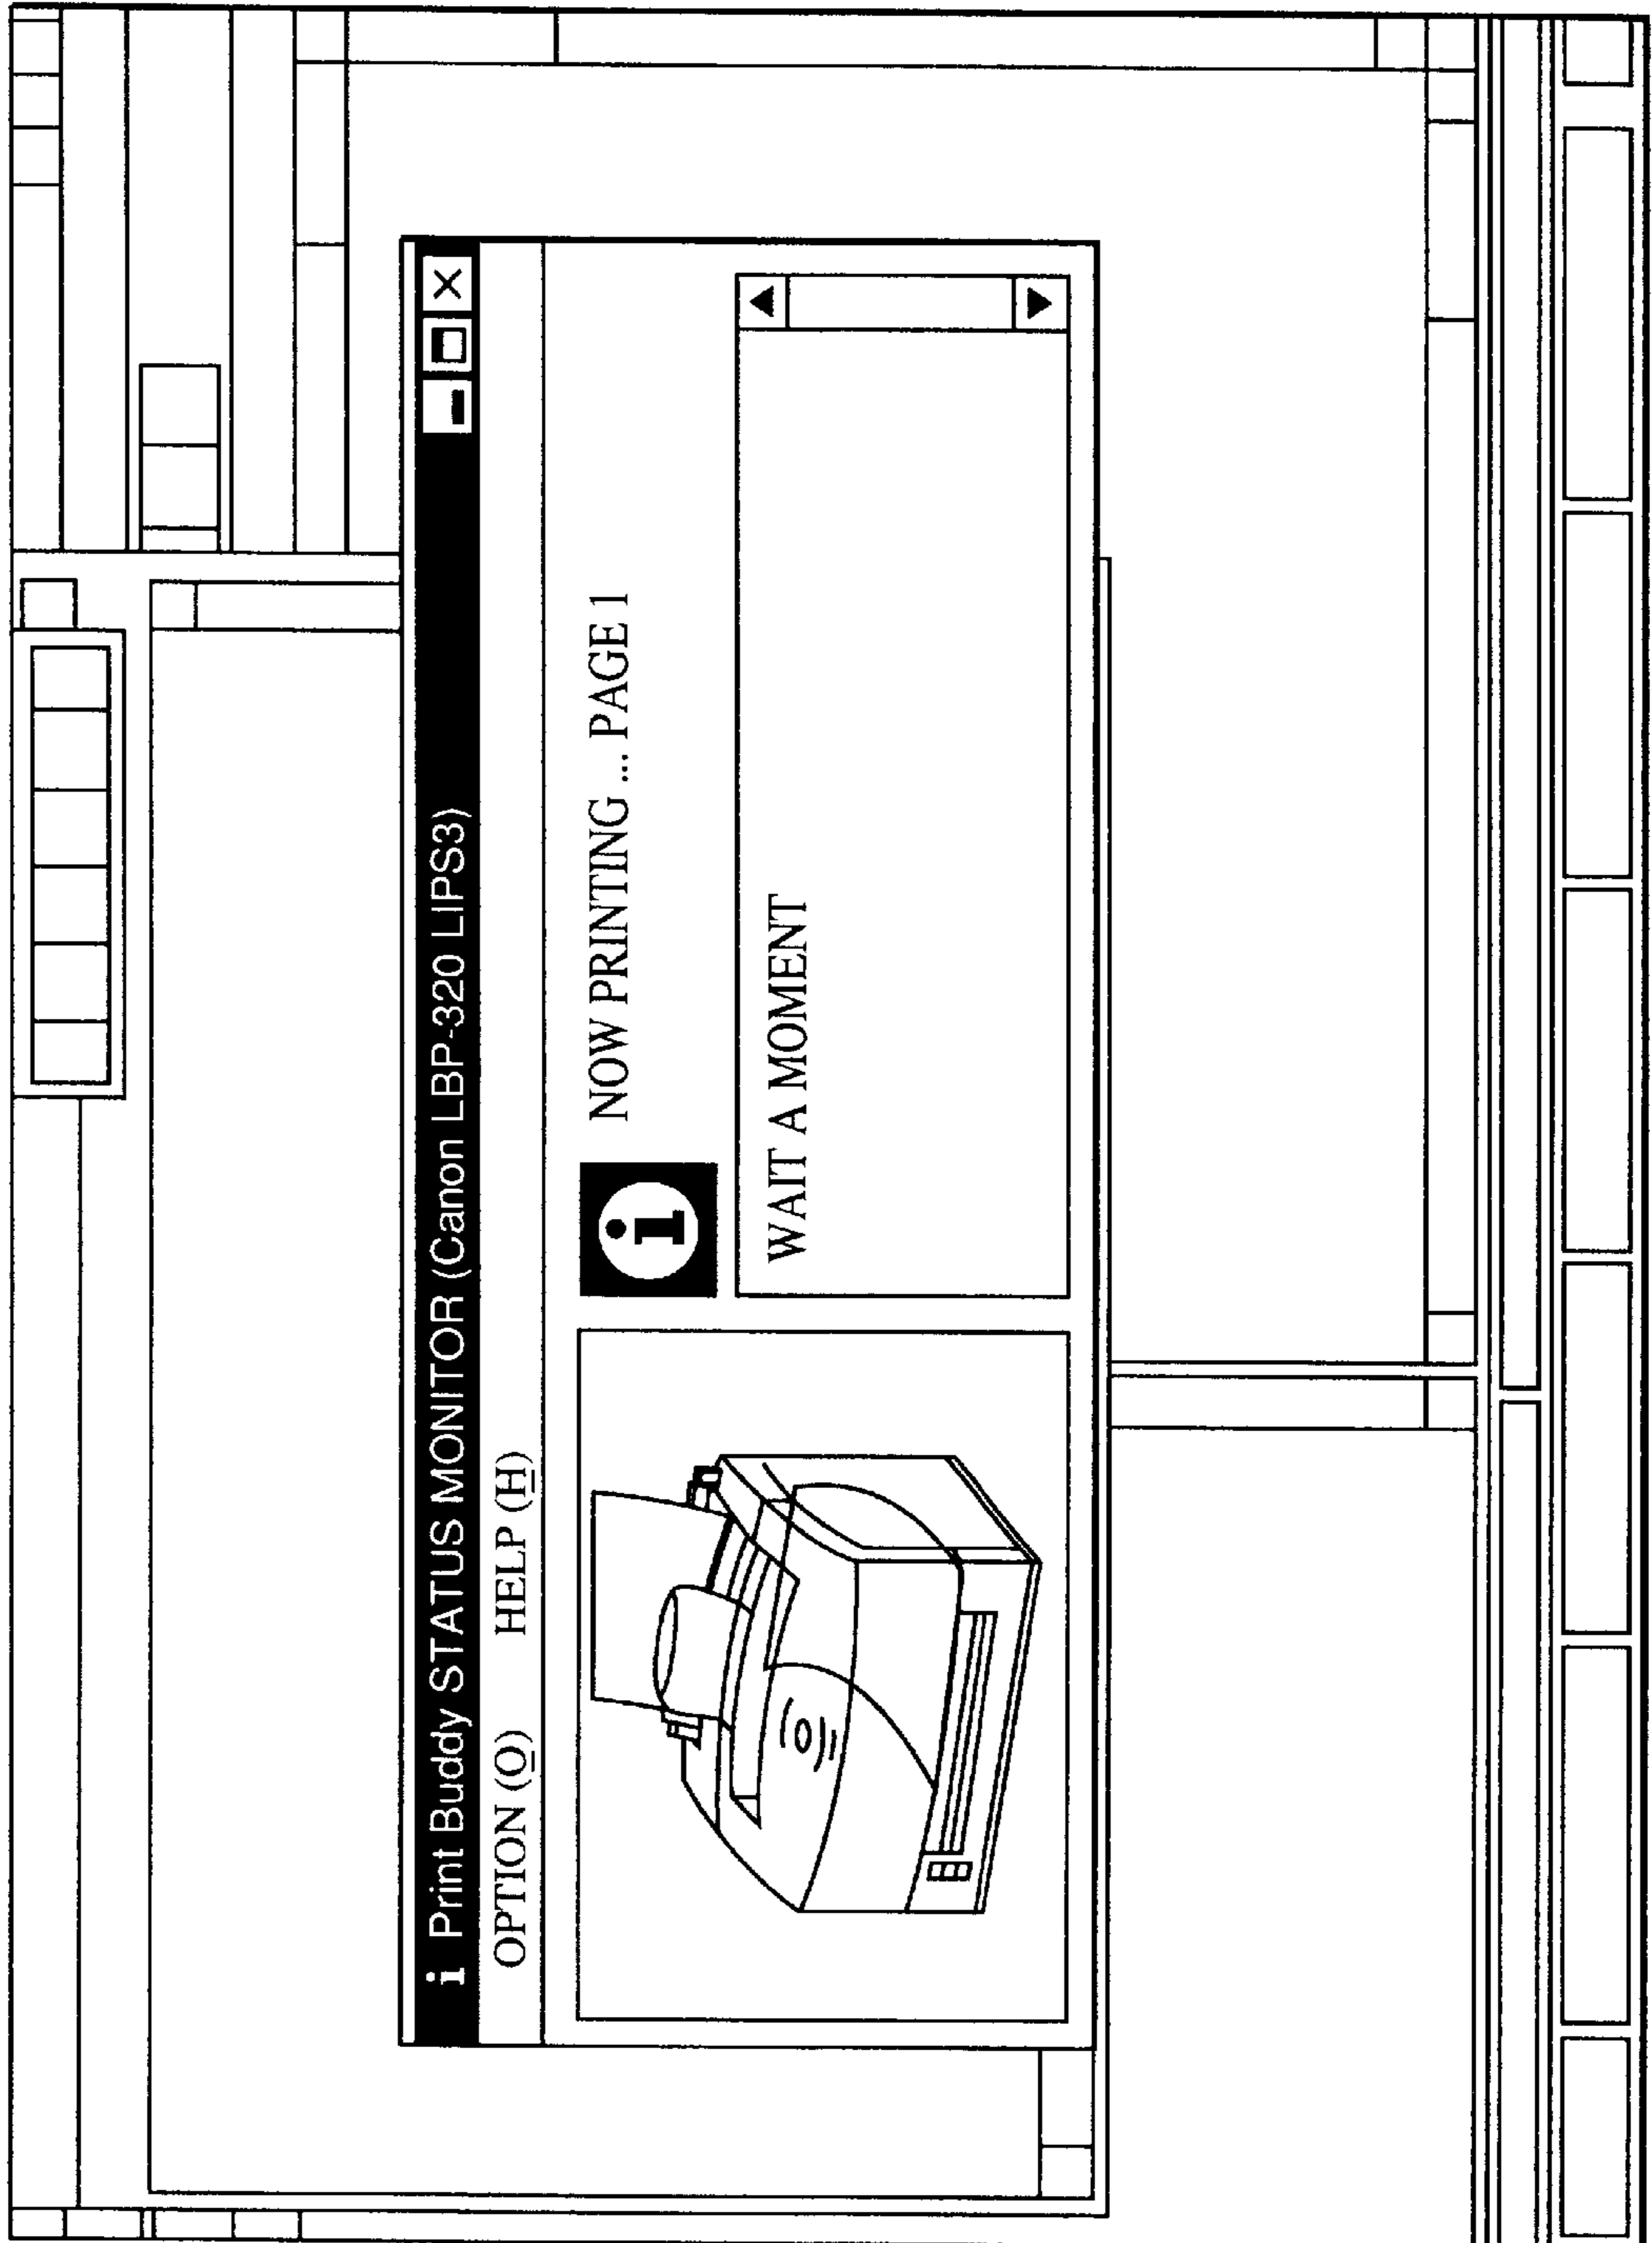 i Print Buddy STATUS MONITOR (Canon LBP-320 LIPS3)
OPTION (O) HELP (H)
i NOW PRINTING ... PAGE 1
WAIT A MOMENT